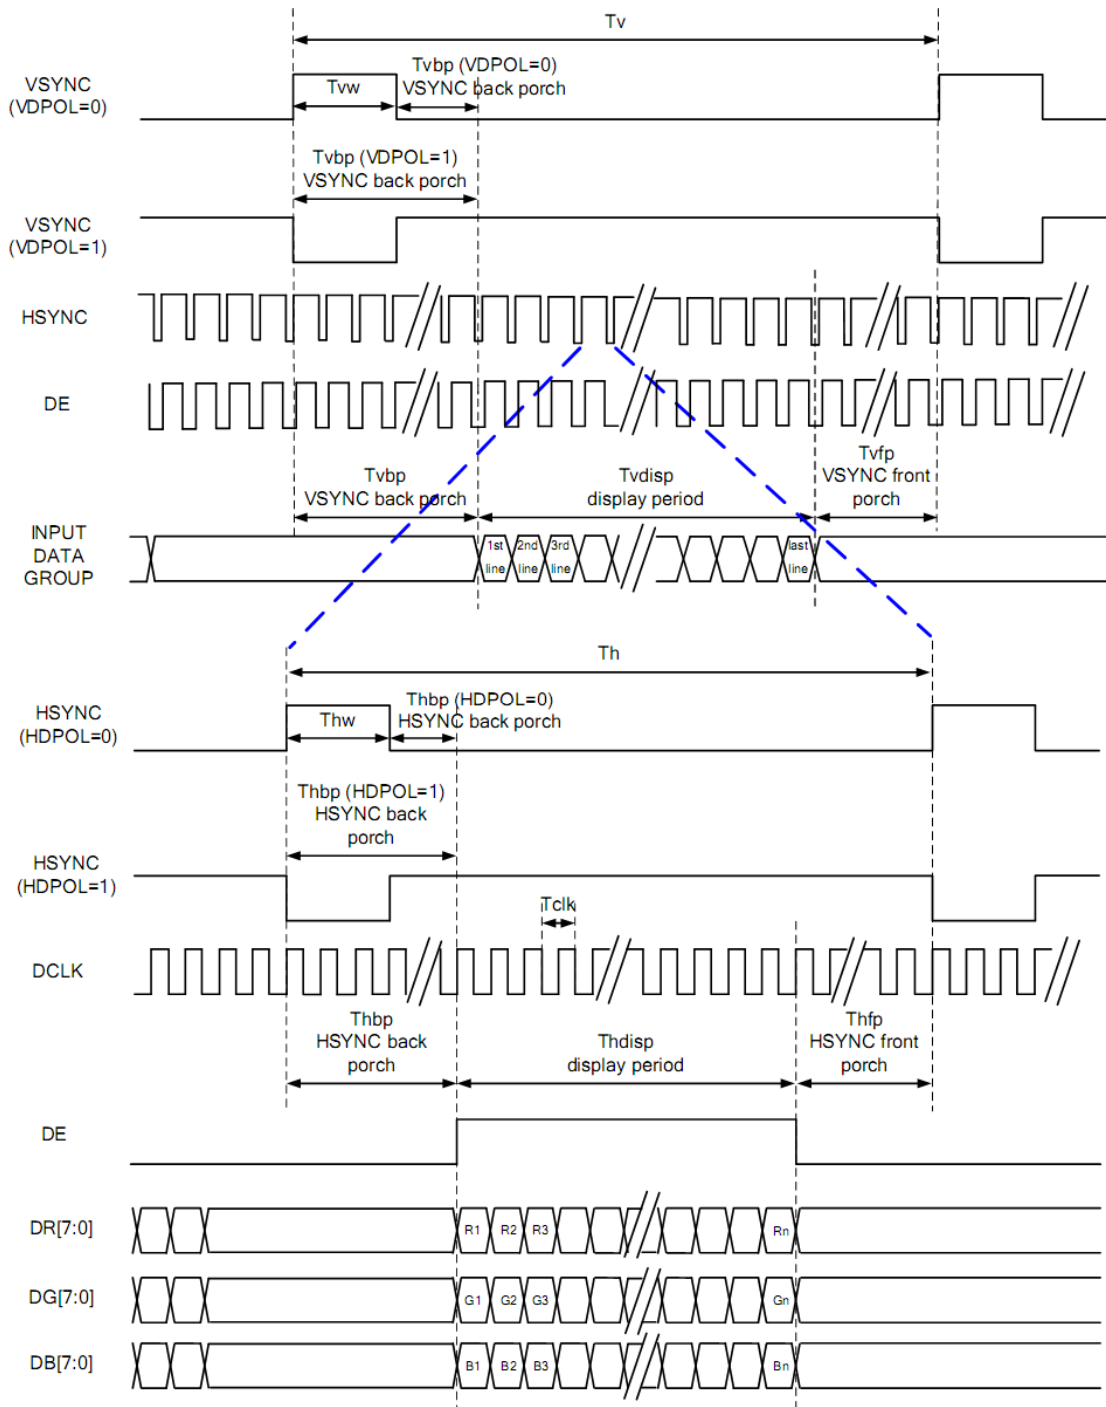 Tv
VSYNC
(VDPOL=0)
Tvw
Tvbp (VDPOL=0)
VSYNC back porch
Tvbp (VDPOL=1)
VSYNC back porch
VSYNC
(VDPOL=1)
HSYNC
DE
Tvbp
VSYNC back porch
Tvdisp
display period
Tvfp
VSYNC front
porch
INPUT
DATA
GROUP
1st
line
2nd
line
3rd
line
last
line
Th
HSYNC
(HDPOL=0)
Thw
Thbp (HDPOL=0)
HSYNC back porch
Thbp (HDPOL=1)
HSYNC back
porch
HSYNC
(HDPOL=1)
Tclk
DCLK
Thbp
HSYNC back
porch
Thdisp
display period
Thfp
HSYNC front
porch
DE
DR[7:0]
R1 R2 R3 Rn
DG[7:0]
G1 G2 G3 Gn
DB[7:0]
B1 B2 B3 Bn